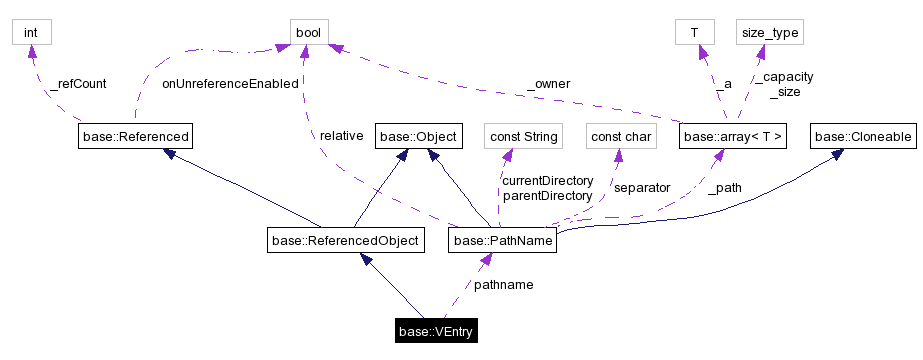 int
bool
T
size_type
_refCount
onUnreferenceEnabled
_owner
_a
_capacity
_size
base::Referenced
relative
base::Object
const String
const char
base::array< T >
base::Cloneable
currentDirectory
parentDirectory
separator
_path
base::ReferencedObject
base::PathName
pathname
base::VEntry